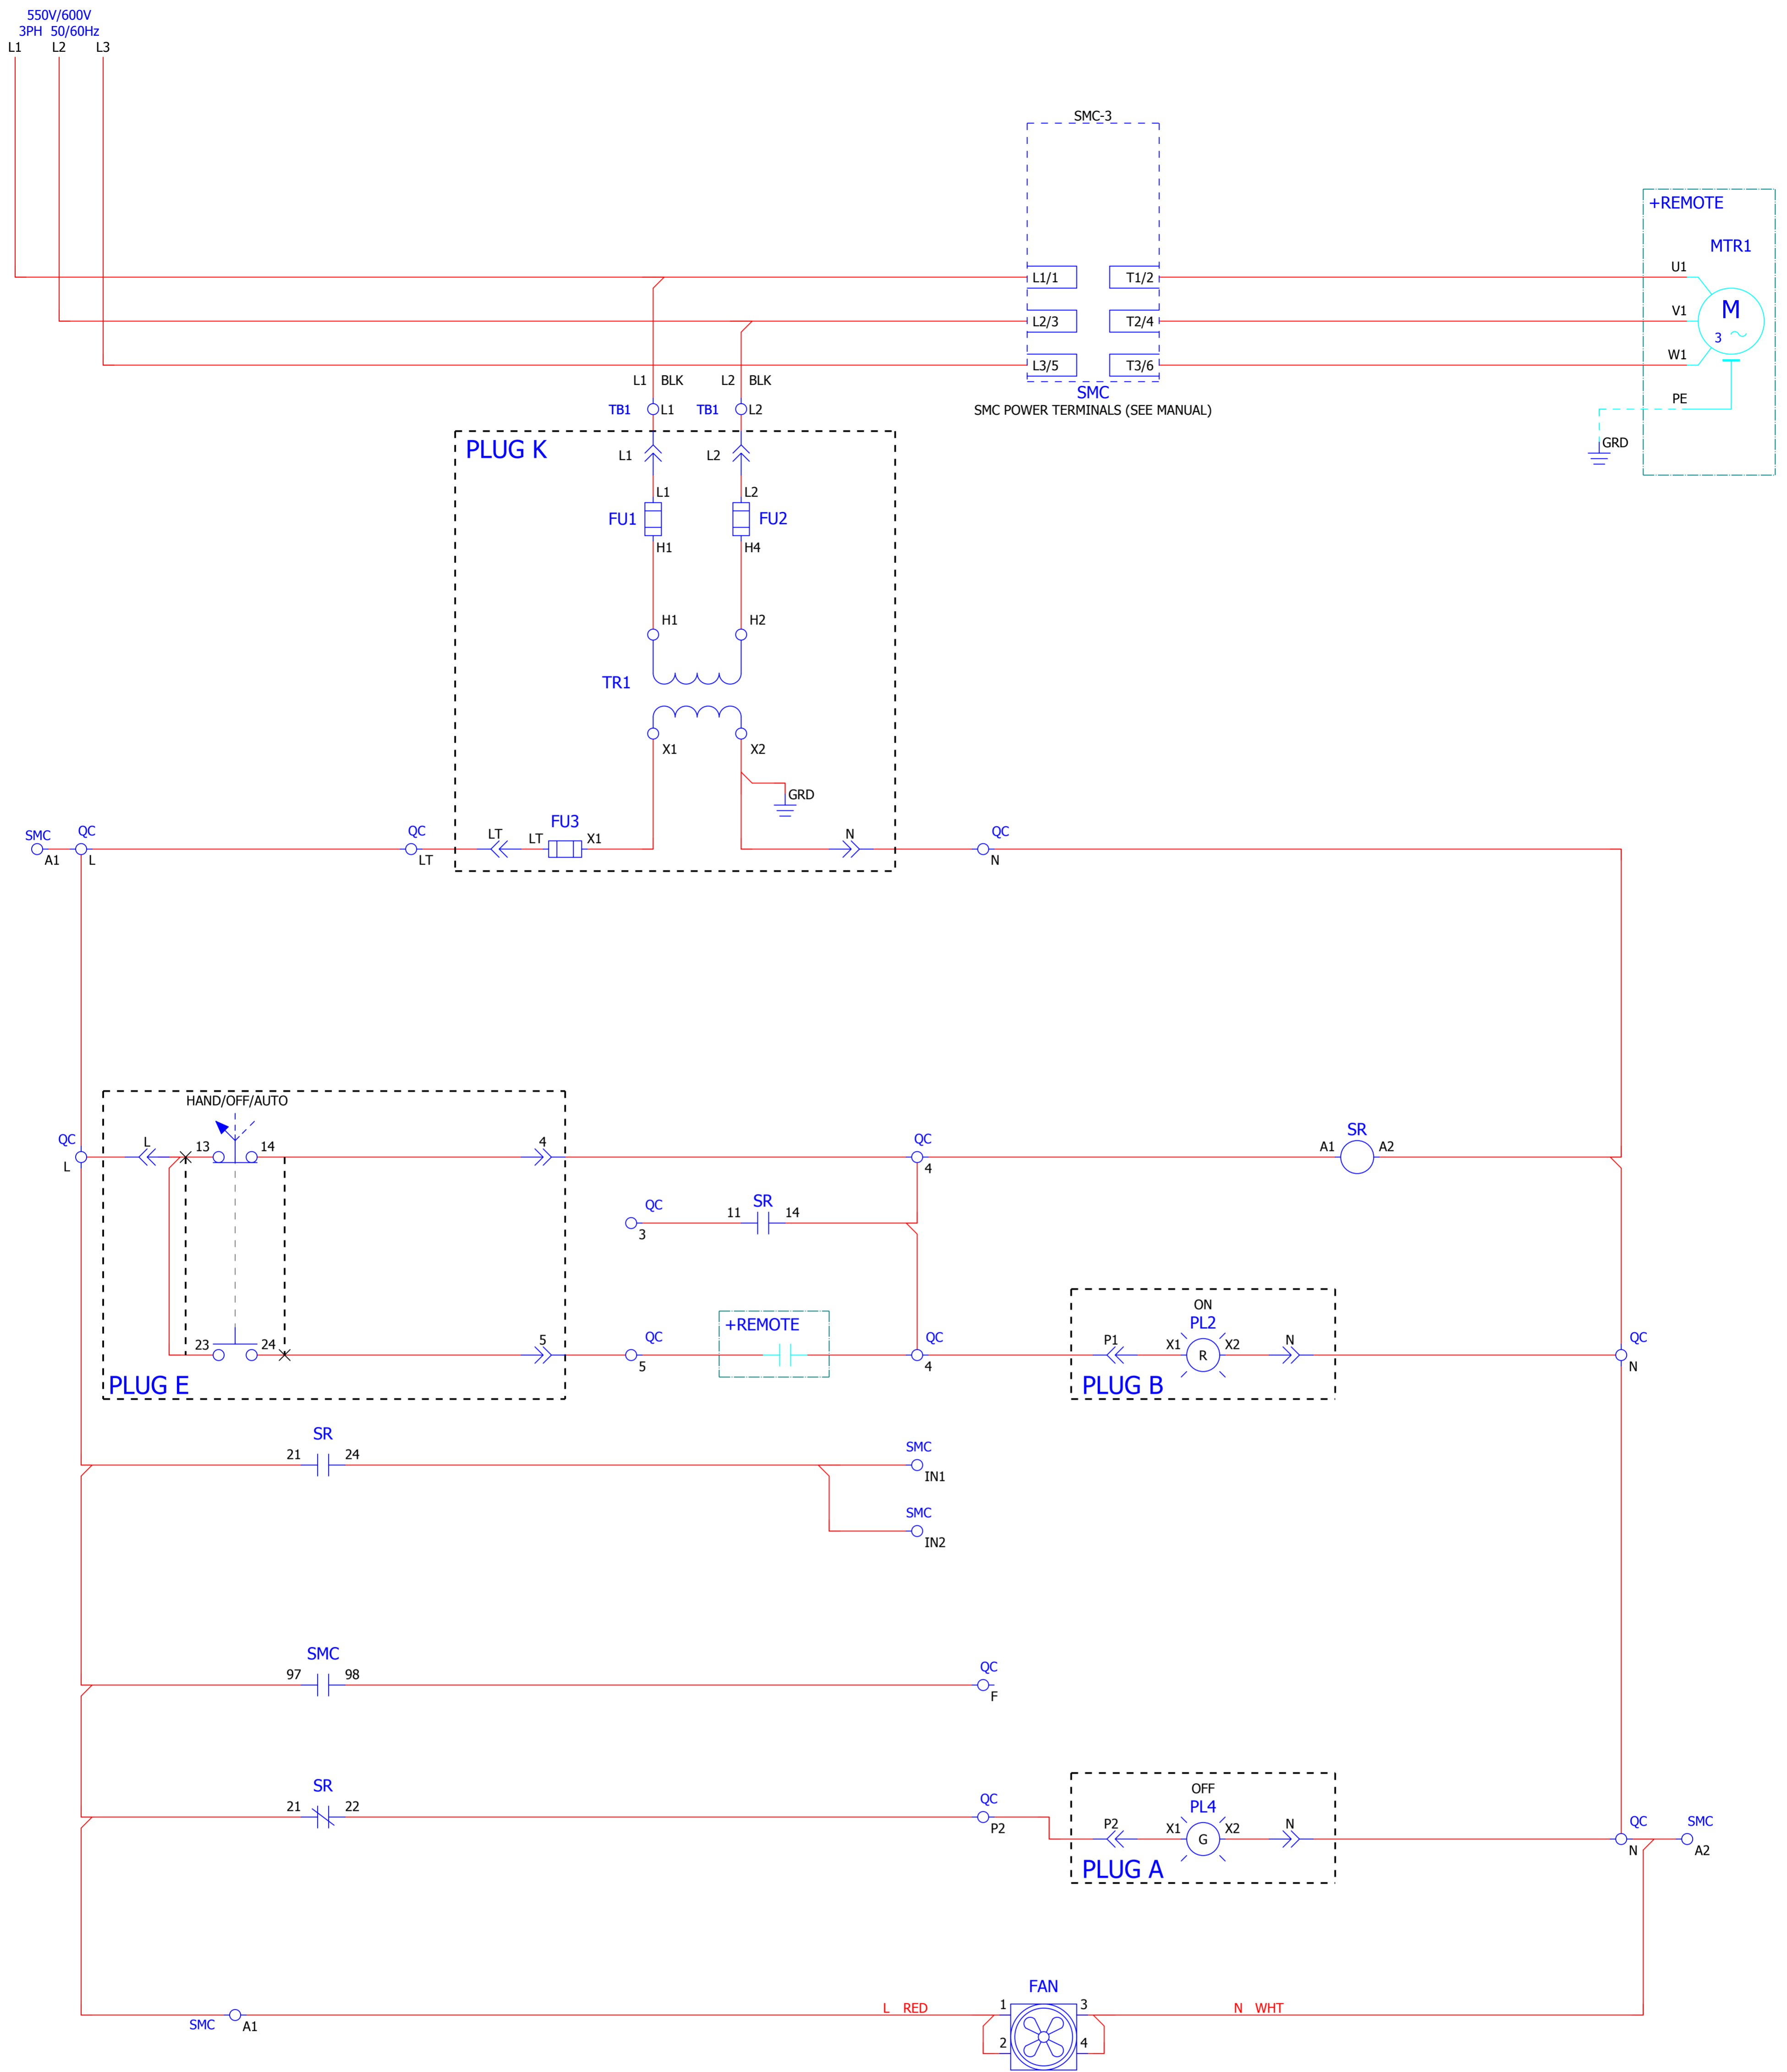 550V/600V
3PH 50/60Hz
L1 L2 L3
SMC-3
+REMOTE
MTR1
L1/1 T1/2 U1
L2/3 T2/4 V1
M
3
L3/5 T3/6 W1
L1 BLK L2 BLK
SMC
PE
TB1 L1 TB1 L2
SMC POWER TERMINALS (SEE MANUAL)
GRD
PLUG K
L1 L2
L1 L2
FU1 FU2
H1 H4
H1 H2
TR1
X1 X2
GRD
SMC QC QC FU3 QC
LT LT X1 N
A1 L LT N
HAND/OFF/AUTO
QC L 13 14 4 QC SR
A1 A2
L 4
QC SR
11 14
3
+REMOTE
ON
PL2
23 24 5 QC QC P1 X1 X2 N QC
R
5 4 N
PLUG E PLUG B
SR SMC
21 24
IN1
SMC
IN2
SMC QC
97 98
F
SR OFF
21 22 QC PL4
P2 P2 X1 X2 N QC SMC
G
N A2
PLUG A
FAN
L RED 1 3 N WHT
SMC A1
2 4